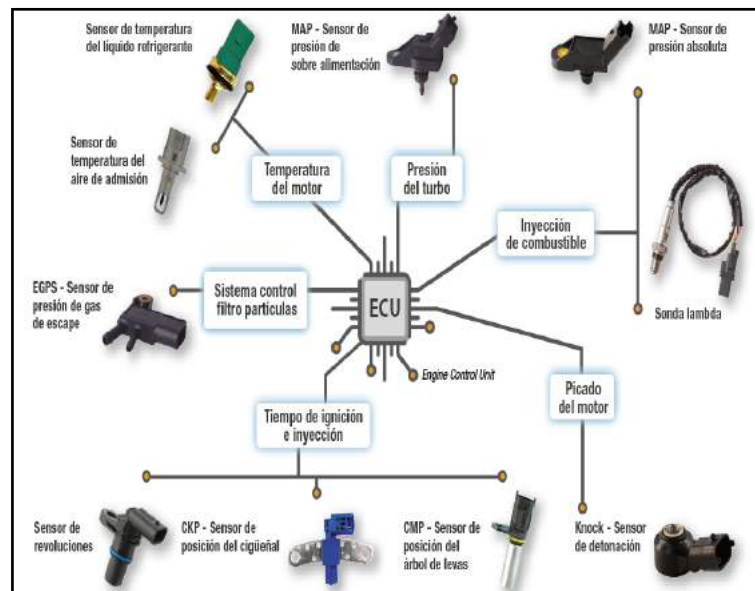 Sensor de temperatura
del líquido refrigerante
MAP - Sensor de
presión de
sobre alimentación
MAP - Sensor de
presión absoluta
Sensor de
temperatura del
aire de admisión
Temperatura
del motor
Presión
del turbo
Inyección
de combustible
Sonda lambda
EGPS - Sensor de
presión de gas
de escape
Sistema control
filtro partículas
ECU
Engine Control Unit
Picado
del motor
Tiempo de ignición
e inyección
Sensor de
revoluciones
CKP - Sensor de
posición del cigüeñal
CMP - Sensor de
posición del
árbol de levas
Knock - Sensor
de detonación